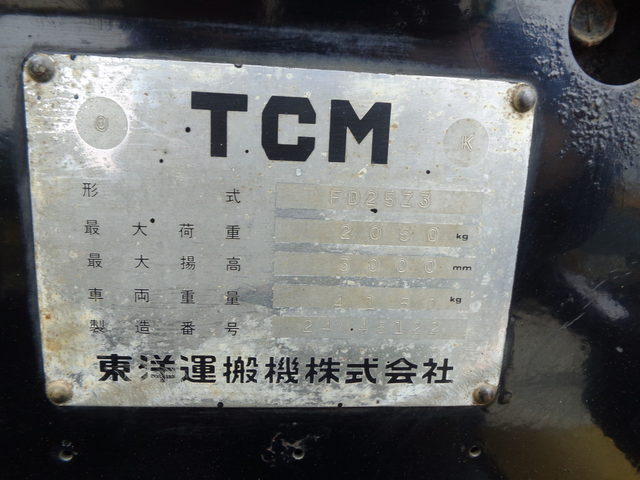 TCM
K
形式 FD25Z3
最大荷重 2050 kg
最大揚高 5000 mm
車両重量 kg
製造番号
東洋運搬機株式会社